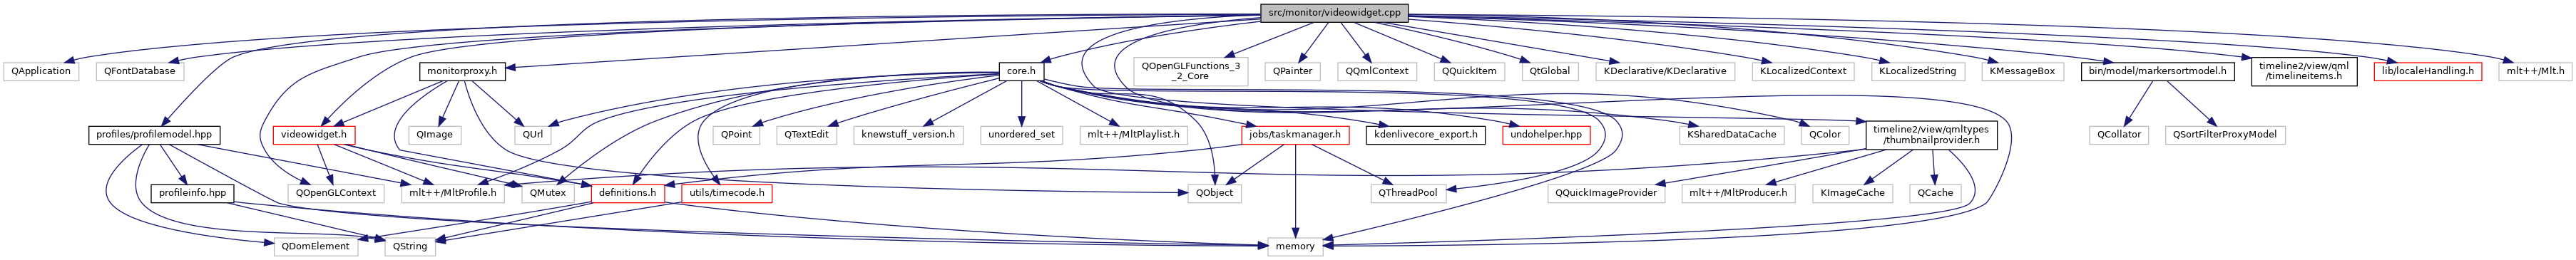 src/monitor/videowidget.cpp
QApplication
QFontDatabase
monitorproxy.h
core.h
QOpenGLFunctions_3
_2_Core
QPainter
QQmlContext
QQuickItem
QtGlobal
KDeclarative/KDeclarative
KLocalizedContext
KLocalizedString
KMessageBox
bin/model/markersortmodel.h
timeline2/view/qml
/timelineitems.h
lib/localeHandling.h
mlt++/Mlt.h
profiles/profilemodel.hpp
videowidget.h
QImage
QUrl
QPoint
QTextEdit
knewstuff_version.h
unordered_set
mlt++/MltPlaylist.h
jobs/taskmanager.h
kdenlivecore_export.h
undohelper.hpp
KSharedDataCache
QColor
timeline2/view/qmltypes
/thumbnailprovider.h
QCollator
QSortFilterProxyModel
profileinfo.hpp
QOpenGLContext
mlt++/MltProfile.h
QMutex
definitions.h
utils/timecode.h
QObject
QThreadPool
QQuickImageProvider
mlt++/MltProducer.h
KImageCache
QCache
QDomElement
QString
memory